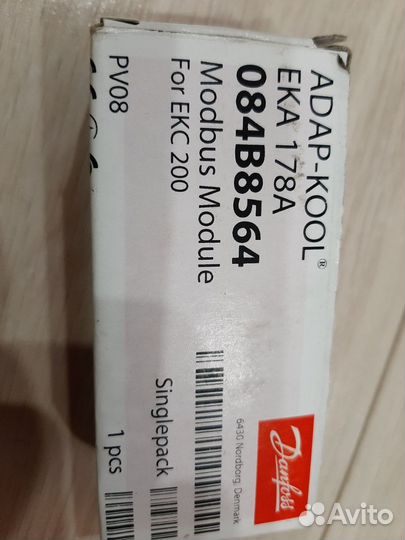 ADAP-KOOL®
EKA 178A
084B8564
Modbus Module
For EKC 200
PV08
Danfoss
6430 Nordborg, Denmark
Singlepack
1 pcs
Avito